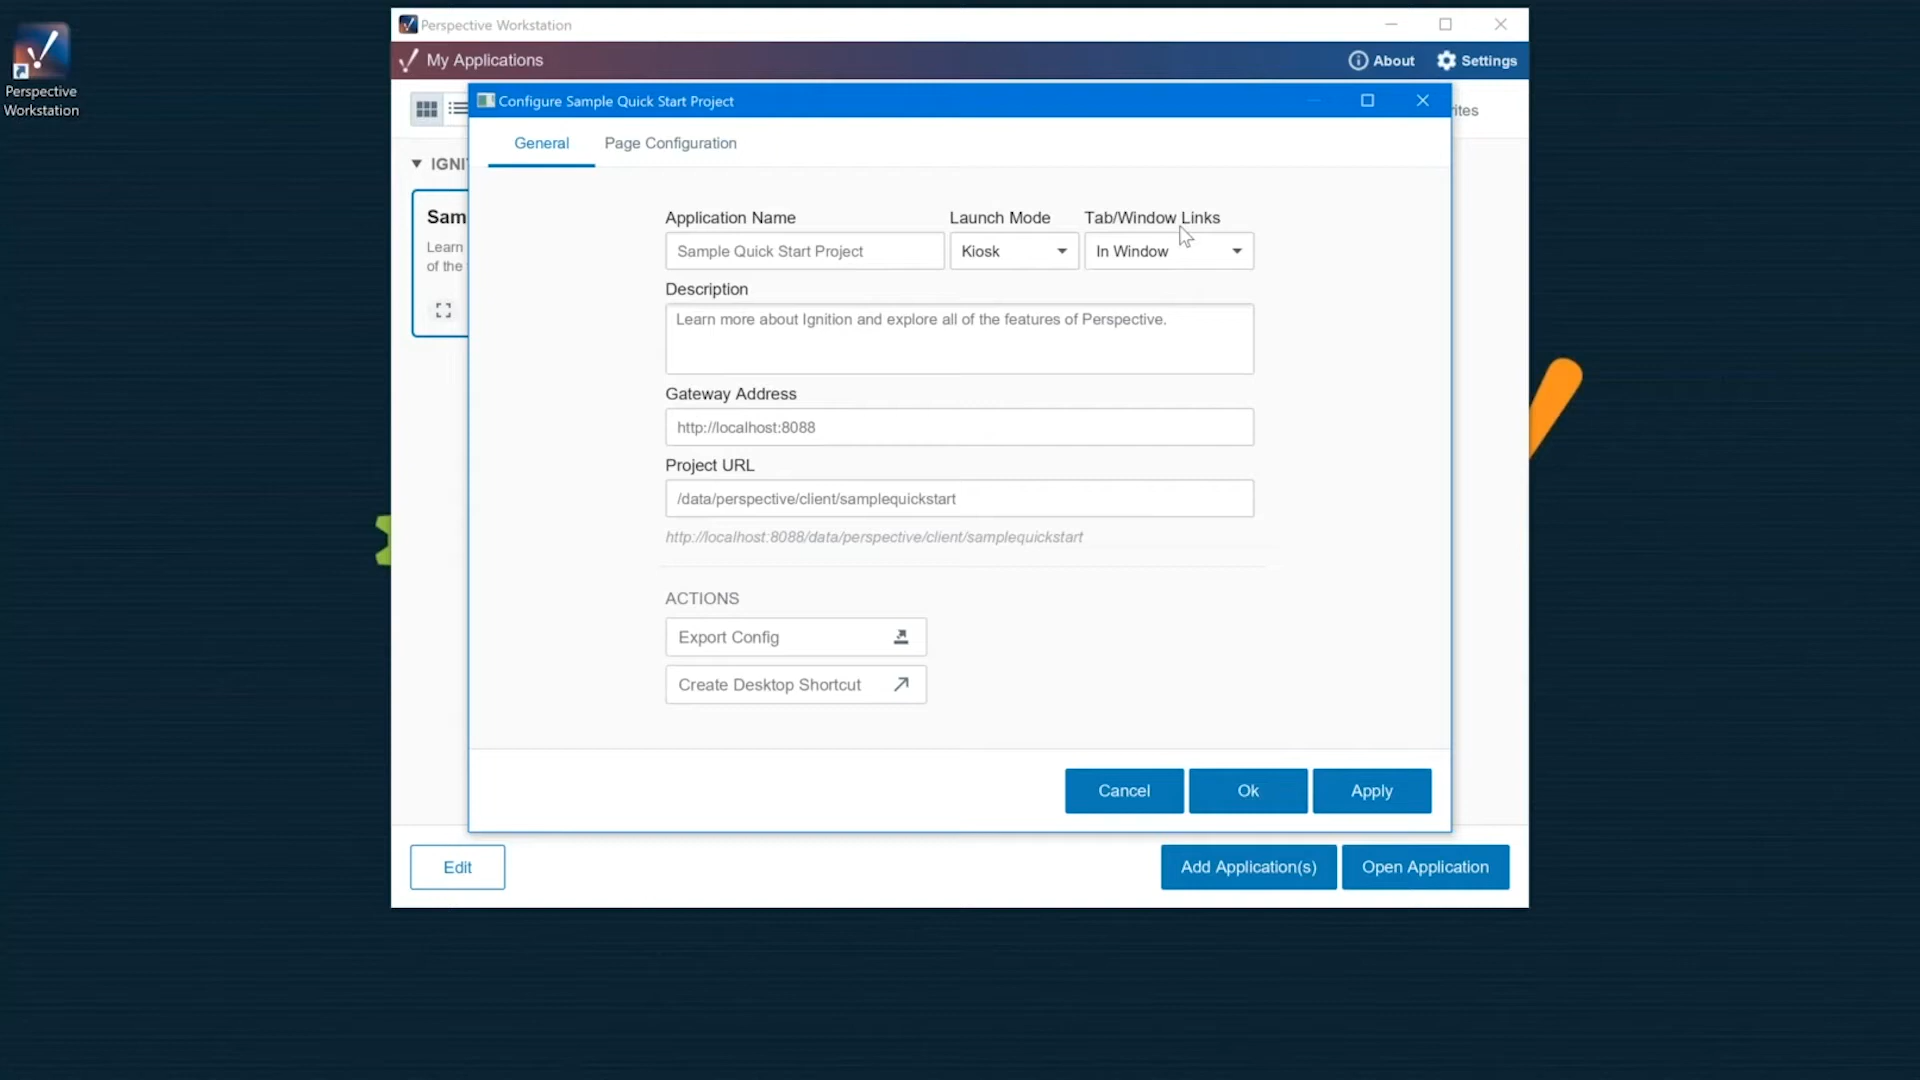 Perspective Workstation
Perspective
Workstation
My Applications
About
Settings
Configure Sample Quick Start Project
General
Page Configuration
Application Name
Launch Mode
Tab/Window Links
Sample Quick Start Project
Kiosk
In Window
Description
Learn more about Ignition and explore all of the features of Perspective.
Gateway Address
http://localhost:8088
Project URL
/data/perspective/client/samplequickstart
http://localhost:8088/data/perspective/client/samplequickstart
ACTIONS
Export Config
Create Desktop Shortcut
Cancel
Ok
Apply
IGNI
Sam
Learn
of the
ites
Edit
Add Application(s)
Open Application